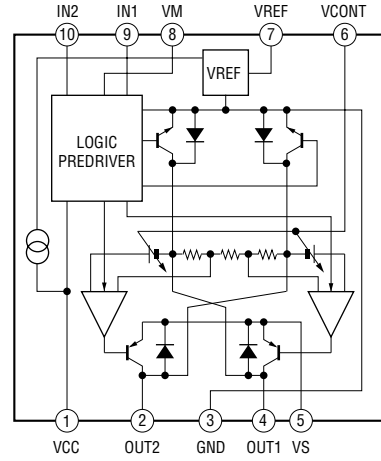 IN2 IN1 VM VREF VCONT
10 9 8 7 6
VREF
LOGIC
PREDRIVER
1 2 3 4 5
VCC OUT2 GND OUT1 VS